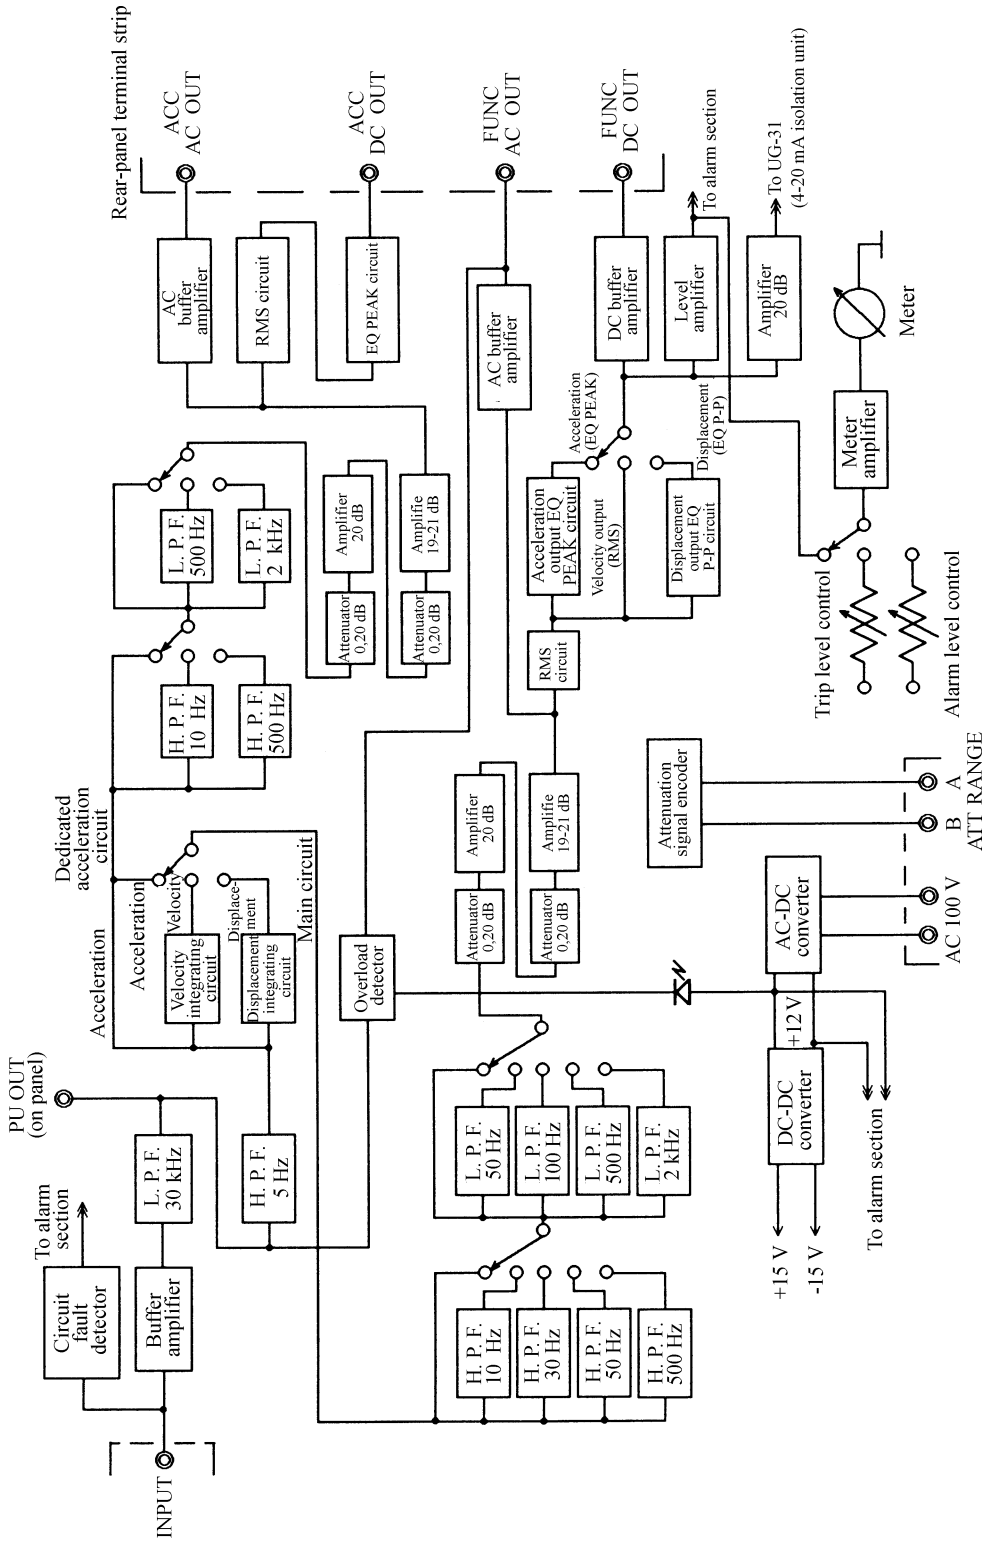 INPUT
Circuit
fault
detector
To alarm
section
Buffer
amplifier
L. P. F.
30 kHz
PU OUT
(on panel)
H. P. F.
5 Hz
Acceleration
Acceleration
Velocity
Displace-
ment
Velocity
integrating
circuit
Displacement
integrating
circuit
Main circuit
Dedicated
acceleration
circuit
H. P. F.
10 Hz
H. P. F.
500 Hz
L. P. F.
500 Hz
L. P. F.
2 kHz
Attenuator
0,20 dB
Amplifier
20 dB
Attenuator
0,20 dB
Amplifie
19-21 dB
AC
buffer
amplifier
RMS circuit
EQ PEAK circuit
Rear-panel terminal strip
ACC
AC OUT
ACC
DC OUT
FUNC
AC OUT
FUNC
DC OUT
Overload
detector
H. P. F.
10 Hz
H. P. F.
30 Hz
H. P. F.
50 Hz
H. P. F.
500 Hz
L. P. F.
50 Hz
L. P. F.
100 Hz
L. P. F.
500 Hz
L. P. F.
2 kHz
Attenuator
0,20 dB
Amplifier
20 dB
Attenuator
0,20 dB
Amplifie
19-21 dB
RMS
circuit
AC buffer
amplifier
Acceleration
output EQ
PEAK circuit
Velocity output
(RMS)
Displacement
output EQ
P-P circuit
Acceleration
(EQ PEAK)
Displacement
(EQ P-P)
DC buffer
amplifier
Level
amplifier
Amplifier
20 dB
To alarm section
To UG-31
(4-20 mA isolation unit)
+15 V
-15 V
DC-DC
converter
+12 V
AC-DC
converter
To alarm section
AC 100 V
Attenuation
signal encoder
B
A
ATT RANGE
Trip level control
Alarm level control
Meter
amplifier
Meter